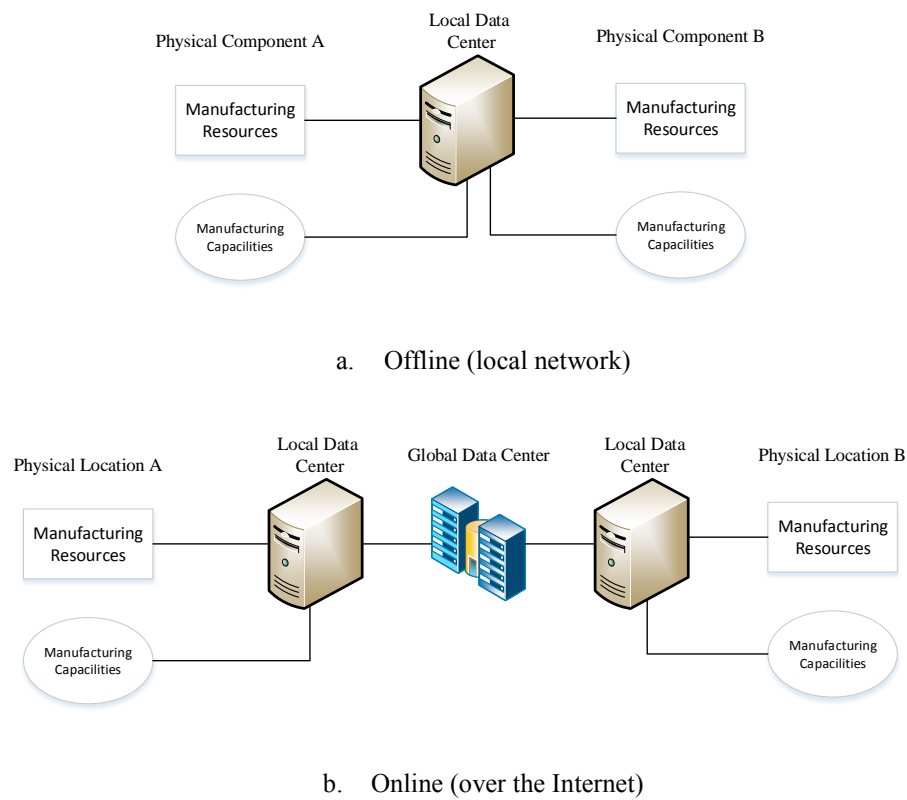 Physical Component A
Local Data
Center
Physical Component B
Manufacturing
Resources
Manufacturing
Resources
Manufacturing
Capacilities
Manufacturing
Capacilities
a. Offline (local network)
Physical Location A
Local Data
Center
Global Data Center
Local Data
Center
Physical Location B
Manufacturing
Resources
Manufacturing
Resources
Manufacturing
Capacilities
Manufacturing
Capacilities
b. Online (over the Internet)